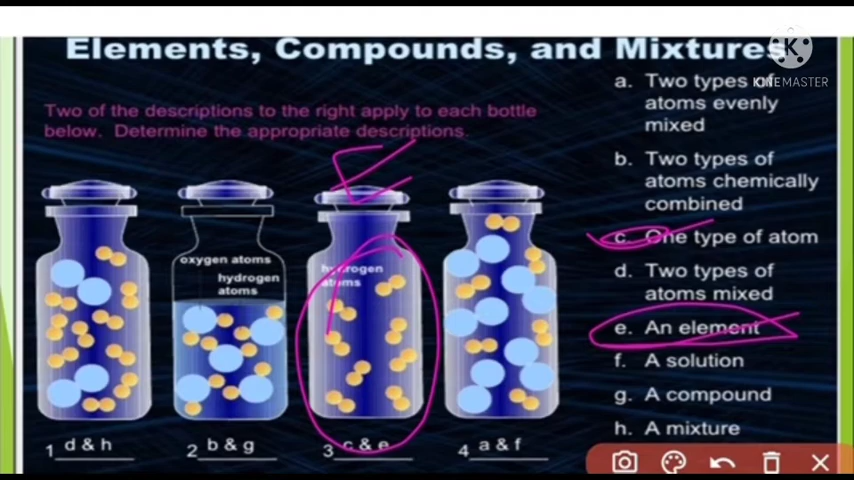 Elements, Compounds, and Mixtures
KINEMASTER
Two of the descriptions to the right apply to each bottle
below. Determine the appropriate descriptions.
a. Two types of
atoms evenly
mixed
b. Two types of
atoms chemically
combined
c. One type of atom
d. Two types of
atoms mixed
e. An element
f. A solution
g. A compound
h. A mixture
oxygen atoms
hydrogen
atoms
hydrogen
atoms
1 d & h
2 b & g
3 c & e
4 a & f